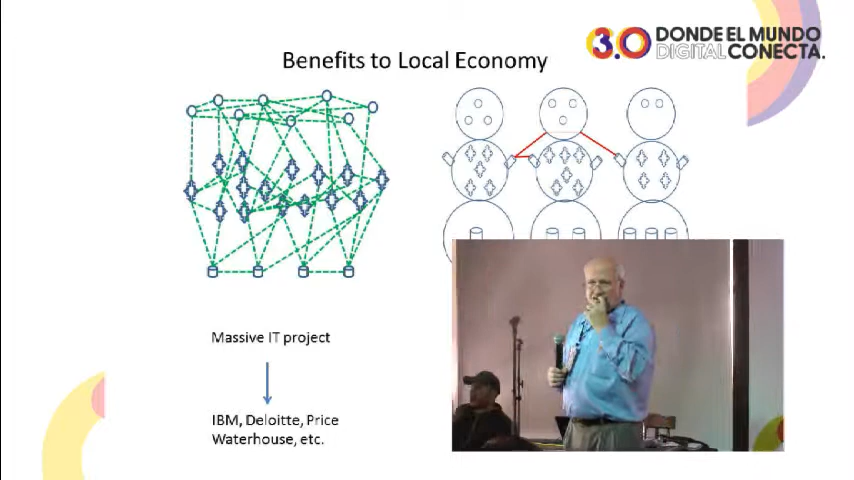 3.0 DONDE EL MUNDO
DIGITAL CONECTA.
Benefits to Local Economy
Massive IT project
IBM, Deloitte, Price
Waterhouse, etc.